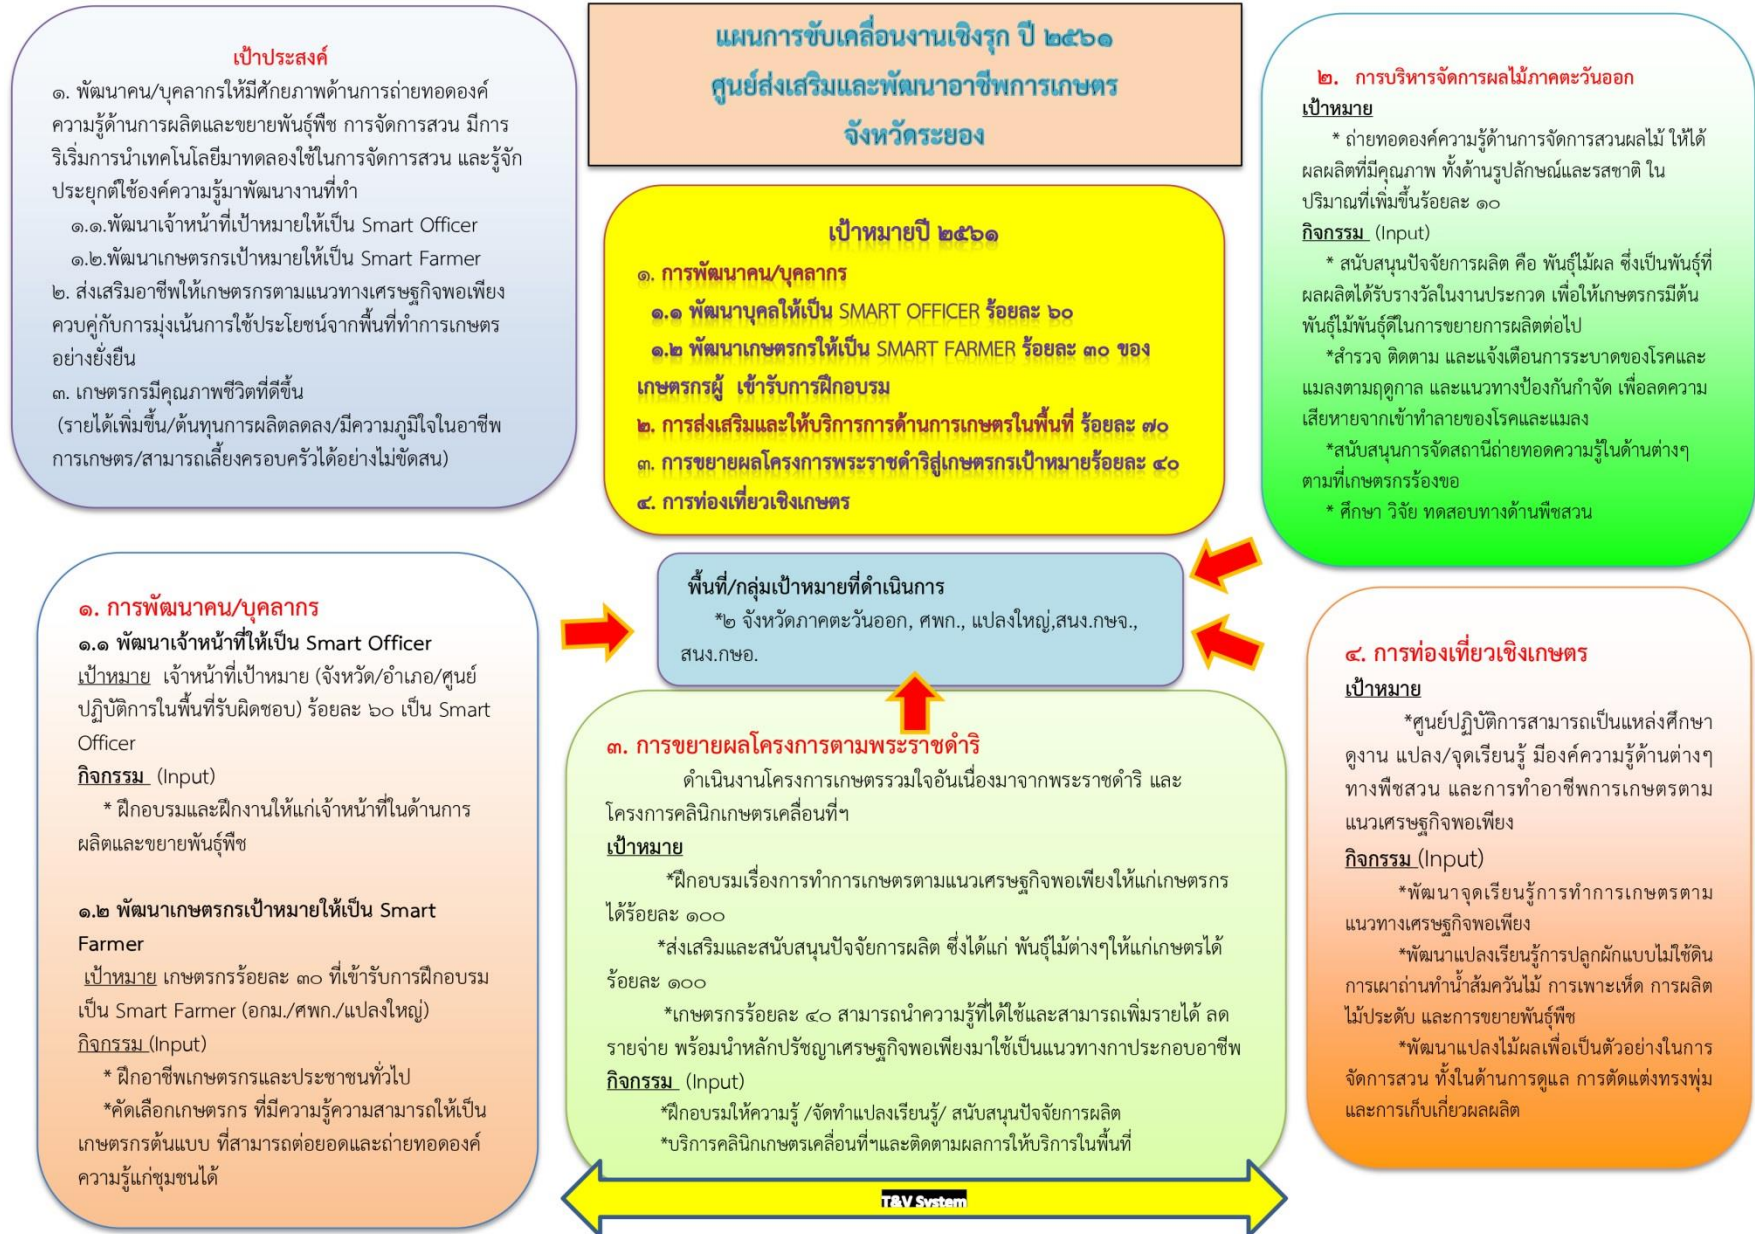 แผนการขับเคลื่อนงานเชิงรุก ปี ๒๕๖๑
ศูนย์ส่งเสริมและพัฒนาอาชีพการเกษตร
จังหวัดระยอง
เป้าประสงค์
๑. พัฒนาคน/บุคลากรให้มีศักยภาพด้านการถ่ายทอดองค์
ความรู้ด้านการผลิตและขยายพันธุ์พืช การจัดการสวน มีการ
ริเริ่มการนำเทคโนโลยีมาทดลองใช้ในการจัดการสวน และรู้จัก
ประยุกต์ใช้องค์ความรู้มาพัฒนางานที่ทำ
๑.๑.พัฒนาเจ้าหน้าที่เป้าหมายให้เป็น Smart Officer
๑.๒.พัฒนาเกษตรกรเป้าหมายให้เป็น Smart Farmer
๒. ส่งเสริมอาชีพให้เกษตรกรตามแนวทางเศรษฐกิจพอเพียง
ควบคู่กับการมุ่งเน้นการใช้ประโยชน์จากพื้นที่ทำการเกษตร
อย่างยั่งยืน
๓. เกษตรกรมีคุณภาพชีวิตที่ดีขึ้น
(รายได้เพิ่มขึ้น/ต้นทุนการผลิตลดลง/มีความภูมิใจในอาชีพ
การเกษตร/สามารถเลี้ยงครอบครัวได้อย่างไม่ขัดสน)
เป้าหมายปี ๒๕๖๑
๑. การพัฒนาคน/บุคลากร
๑.๑ พัฒนาบุคลให้เป็น SMART OFFICER ร้อยละ ๖๐
๑.๒ พัฒนาเกษตรกรให้เป็น SMART FARMER ร้อยละ ๓๐ ของ
เกษตรกรผู้ เข้ารับการฝึกอบรม
๒. การส่งเสริมและให้บริการการด้านการเกษตรในพื้นที่ ร้อยละ ๗๐
๓. การขยายผลโครงการพระราชดำริสู่เกษตรกรเป้าหมายร้อยละ ๔๐
๔. การท่องเที่ยวเชิงเกษตร
๒. การบริหารจัดการผลไม้ภาคตะวันออก
เป้าหมาย
* ถ่ายทอดองค์ความรู้ด้านการจัดการสวนผลไม้ ให้ได้
ผลผลิตที่มีคุณภาพ ทั้งด้านรูปลักษณ์และรสชาติ ใน
ปริมาณที่เพิ่มขึ้นร้อยละ ๑๐
กิจกรรม (Input)
* สนับสนุนปัจจัยการผลิต คือ พันธุ์ไม้ผล ซึ่งเป็นพันธุ์ที่
ผลผลิตได้รับรางวัลในงานประกวด เพื่อให้เกษตรกรมีต้น
พันธุ์ไม้พันธุ์ดีในการขยายการผลิตต่อไป
*สำรวจ ติดตาม และแจ้งเตือนการระบาดของโรคและ
แมลงตามฤดูกาล และแนวทางป้องกันกำจัด เพื่อลดความ
เสียหายจากเข้าทำลายของโรคและแมลง
*สนับสนุนการจัดสถานีถ่ายทอดความรู้ในด้านต่างๆ
ตามที่เกษตรกรร้องขอ
* ศึกษา วิจัย ทดสอบทางด้านพืชสวน
พื้นที่/กลุ่มเป้าหมายที่ดำเนินการ
*๒ จังหวัดภาคตะวันออก, ศพก., แปลงใหญ่,สนง.กษจ.,
สนง.กษอ.
๑. การพัฒนาคน/บุคลากร
๑.๑ พัฒนาเจ้าหน้าที่ให้เป็น Smart Officer
เป้าหมาย เจ้าหน้าที่เป้าหมาย (จังหวัด/อำเภอ/ศูนย์
ปฏิบัติการในพื้นที่รับผิดชอบ) ร้อยละ ๖๐ เป็น Smart
Officer
กิจกรรม (Input)
* ฝึกอบรมและฝึกงานให้แก่เจ้าหน้าที่ในด้านการ
ผลิตและขยายพันธุ์พืช
๑.๒ พัฒนาเกษตรกรเป้าหมายให้เป็น Smart
Farmer
เป้าหมาย เกษตรกรร้อยละ ๓๐ ที่เข้ารับการฝึกอบรม
เป็น Smart Farmer (อกม./ศพก./แปลงใหญ่)
กิจกรรม (Input)
* ฝึกอาชีพเกษตรกรและประชาชนทั่วไป
*คัดเลือกเกษตรกร ที่มีความรู้ความสามารถให้เป็น
เกษตรกรต้นแบบ ที่สามารถต่อยอดและถ่ายทอดองค์
ความรู้แก่ชุมชนได้
๓. การขยายผลโครงการตามพระราชดำริ
ดำเนินงานโครงการเกษตรรวมใจอันเนื่องมาจากพระราชดำริ และ
โครงการคลินิกเกษตรเคลื่อนที่ฯ
เป้าหมาย
*ฝึกอบรมเรื่องการทำการเกษตรตามแนวเศรษฐกิจพอเพียงให้แก่เกษตรกร
ได้ร้อยละ ๑๐๐
*ส่งเสริมและสนับสนุนปัจจัยการผลิต ซึ่งได้แก่ พันธุ์ไม้ต่างๆให้แก่เกษตรได้
ร้อยละ ๑๐๐
*เกษตรกรร้อยละ ๔๐ สามารถนำความรู้ที่ได้ใช้และสามารถเพิ่มรายได้ ลด
รายจ่าย พร้อมนำหลักปรัชญาเศรษฐกิจพอเพียงมาใช้เป็นแนวทางกาประกอบอาชีพ
กิจกรรม (Input)
*ฝึกอบรมให้ความรู้ /จัดทำแปลงเรียนรู้/ สนับสนุนปัจจัยการผลิต
*บริการคลินิกเกษตรเคลื่อนที่ฯและติดตามผลการให้บริการในพื้นที่
๔. การท่องเที่ยวเชิงเกษตร
เป้าหมาย
*ศูนย์ปฏิบัติการสามารถเป็นแหล่งศึกษา
ดูงาน แปลง/จุดเรียนรู้ มีองค์ความรู้ด้านต่างๆ
ทางพืชสวน และการทำอาชีพการเกษตรตาม
แนวเศรษฐกิจพอเพียง
กิจกรรม (Input)
*พัฒนาจุดเรียนรู้การทำการเกษตรตาม
แนวทางเศรษฐกิจพอเพียง
*พัฒนาแปลงเรียนรู้การปลูกผักแบบไม่ใช้ดิน
การเผาถ่านทำน้ำส้มควันไม้ การเพาะเห็ด การผลิต
ไม้ประดับ และการขยายพันธุ์พืช
*พัฒนาแปลงไม้ผลเพื่อเป็นตัวอย่างในการ
จัดการสวน ทั้งในด้านการดูแล การตัดแต่งทรงพุ่ม
และการเก็บเกี่ยวผลผลิต
T&V System